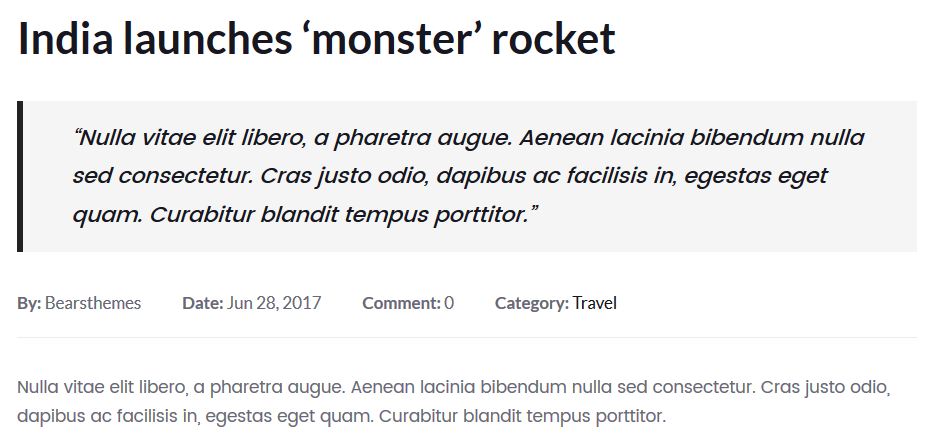 India launches ‘monster’ rocket
“Nulla vitae elit libero, a pharetra augue. Aenean lacinia bibendum nulla
sed consectetur. Cras justo odio, dapibus ac facilisis in, egestas eget
quam. Curabitur blandit tempus porttitor.”
By: Bearsthemes Date: Jun 28, 2017 Comment: 0 Category: Travel
Nulla vitae elit libero, a pharetra augue. Aenean lacinia bibendum nulla sed consectetur. Cras justo odio,
dapibus ac facilisis in, egestas eget quam. Curabitur blandit tempus porttitor.